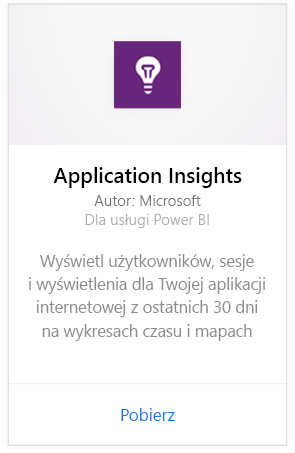 Application Insights
Autor: Microsoft
Dla usługi Power BI
Wyświetl użytkowników, sesje
i wyświetlenia dla Twojej aplikacji
internetowej z ostatnich 30 dni
na wykresach czasu i mapach
Pobierz